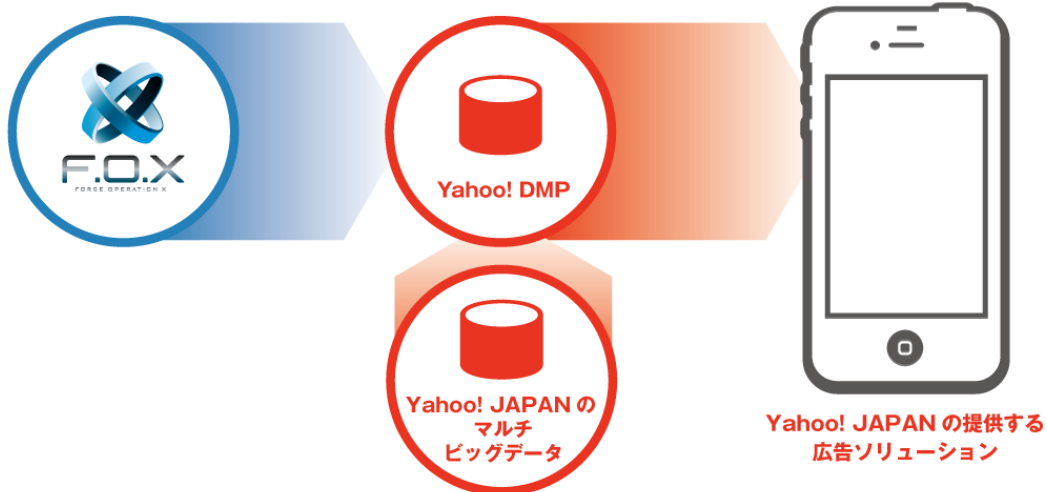 F.O.X
FORCE OPERATION X
Yahoo! DMP
Yahoo! JAPAN の
マルチ
ビッグデータ
Yahoo! JAPAN の提供する
広告ソリューション